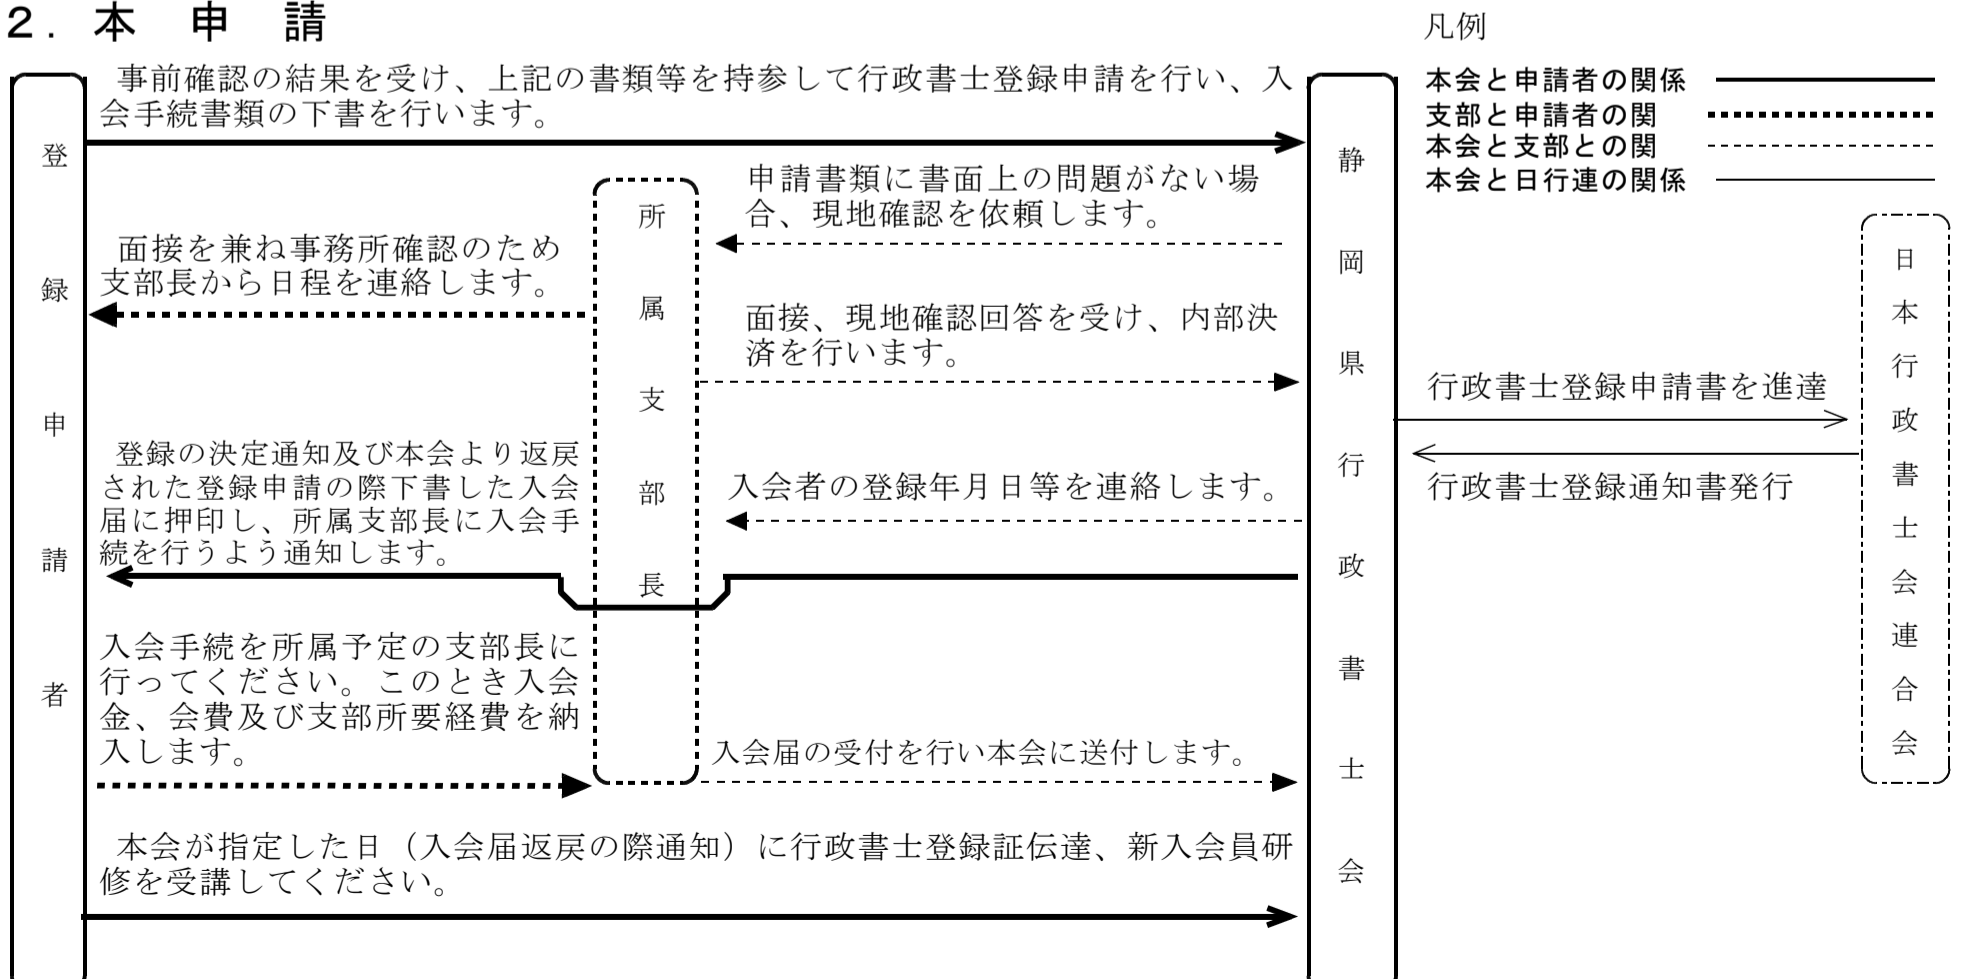 ２．本　申　請
事前確認の結果を受け、上記の書類等を持参して行政書士登録申請を行い、入
会手続書類の下書を行います。
凡例
本会と申請者の関係
支部と申請者の関
本会と支部との関
本会と日行連の関係
登録申請者
所属支部長
静岡県行政書士会
日本行政書士会連合会
申請書類に書面上の問題がない場
合、現地確認を依頼します。
面接を兼ね事務所確認のため
支部長から日程を連絡します。
面接、現地確認回答を受け、内部決
済を行います。
行政書士登録申請書を進達
行政書士登録通知書発行
入会者の登録年月日等を連絡します。
登録の決定通知及び本会より返戻
された登録申請の際下書した入会
届に押印し、所属支部長に入会手
続を行うよう通知します。
入会手続を所属予定の支部長に
行ってください。このとき入会
金、会費及び支部所要経費を納
入します。
入会届の受付を行い本会に送付します。
本会が指定した日（入会届返戻の際通知）に行政書士登録証伝達、新入会員研
修を受講してください。